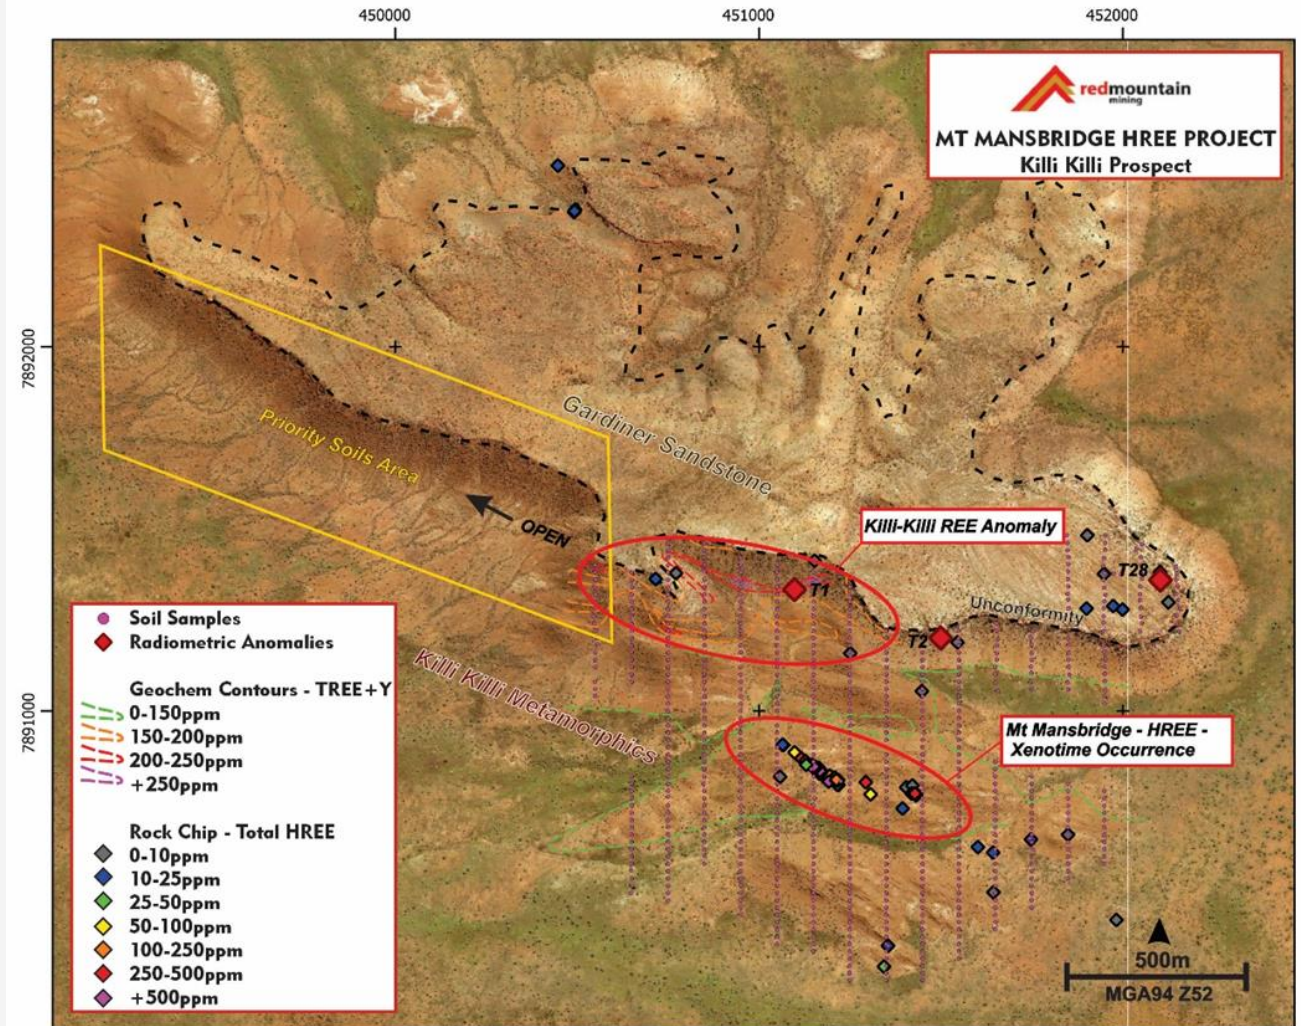 450000
451000
452000
redmountain
mining
MT MANSBRIDGE HREE PROJECT
Killi Killi Prospect
7892000
Gardiner Sandstone
Priority Soils Area
OPEN
Killi-Killi REE Anomaly
T1
T28
Unconformity
T2
Killi Killi Metamorphics
7891000
Mt Mansbridge - HREE -
Xenotime Occurrence
Soil Samples
Radiometric Anomalies
Geochem Contours - TREE+Y
0-150ppm
150-200ppm
200-250ppm
+250ppm
Rock Chip - Total HREE
0-10ppm
10-25ppm
25-50ppm
50-100ppm
100-250ppm
250-500ppm
+500ppm
500m
MGA94 Z52